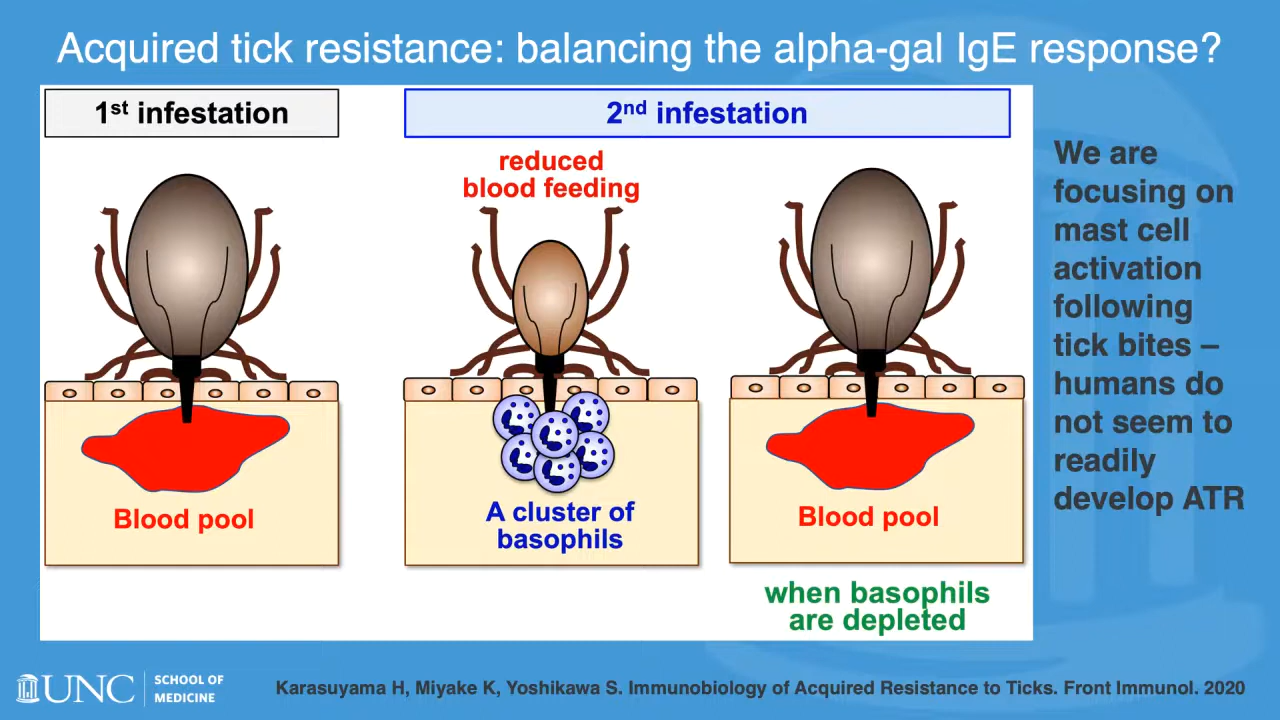 Acquired tick resistance: balancing the alpha-gal IgE response?
1st infestation
2nd infestation
reduced
blood feeding
Blood pool
A cluster of
basophils
Blood pool
when basophils
are depleted
We are
focusing on
mast cell
activation
following
tick bites –
humans do
not seem to
readily
develop ATR
UNC
SCHOOL OF
MEDICINE
Karasuyama H, Miyake K, Yoshikawa S. Immunobiology of Acquired Resistance to Ticks. Front Immunol. 2020